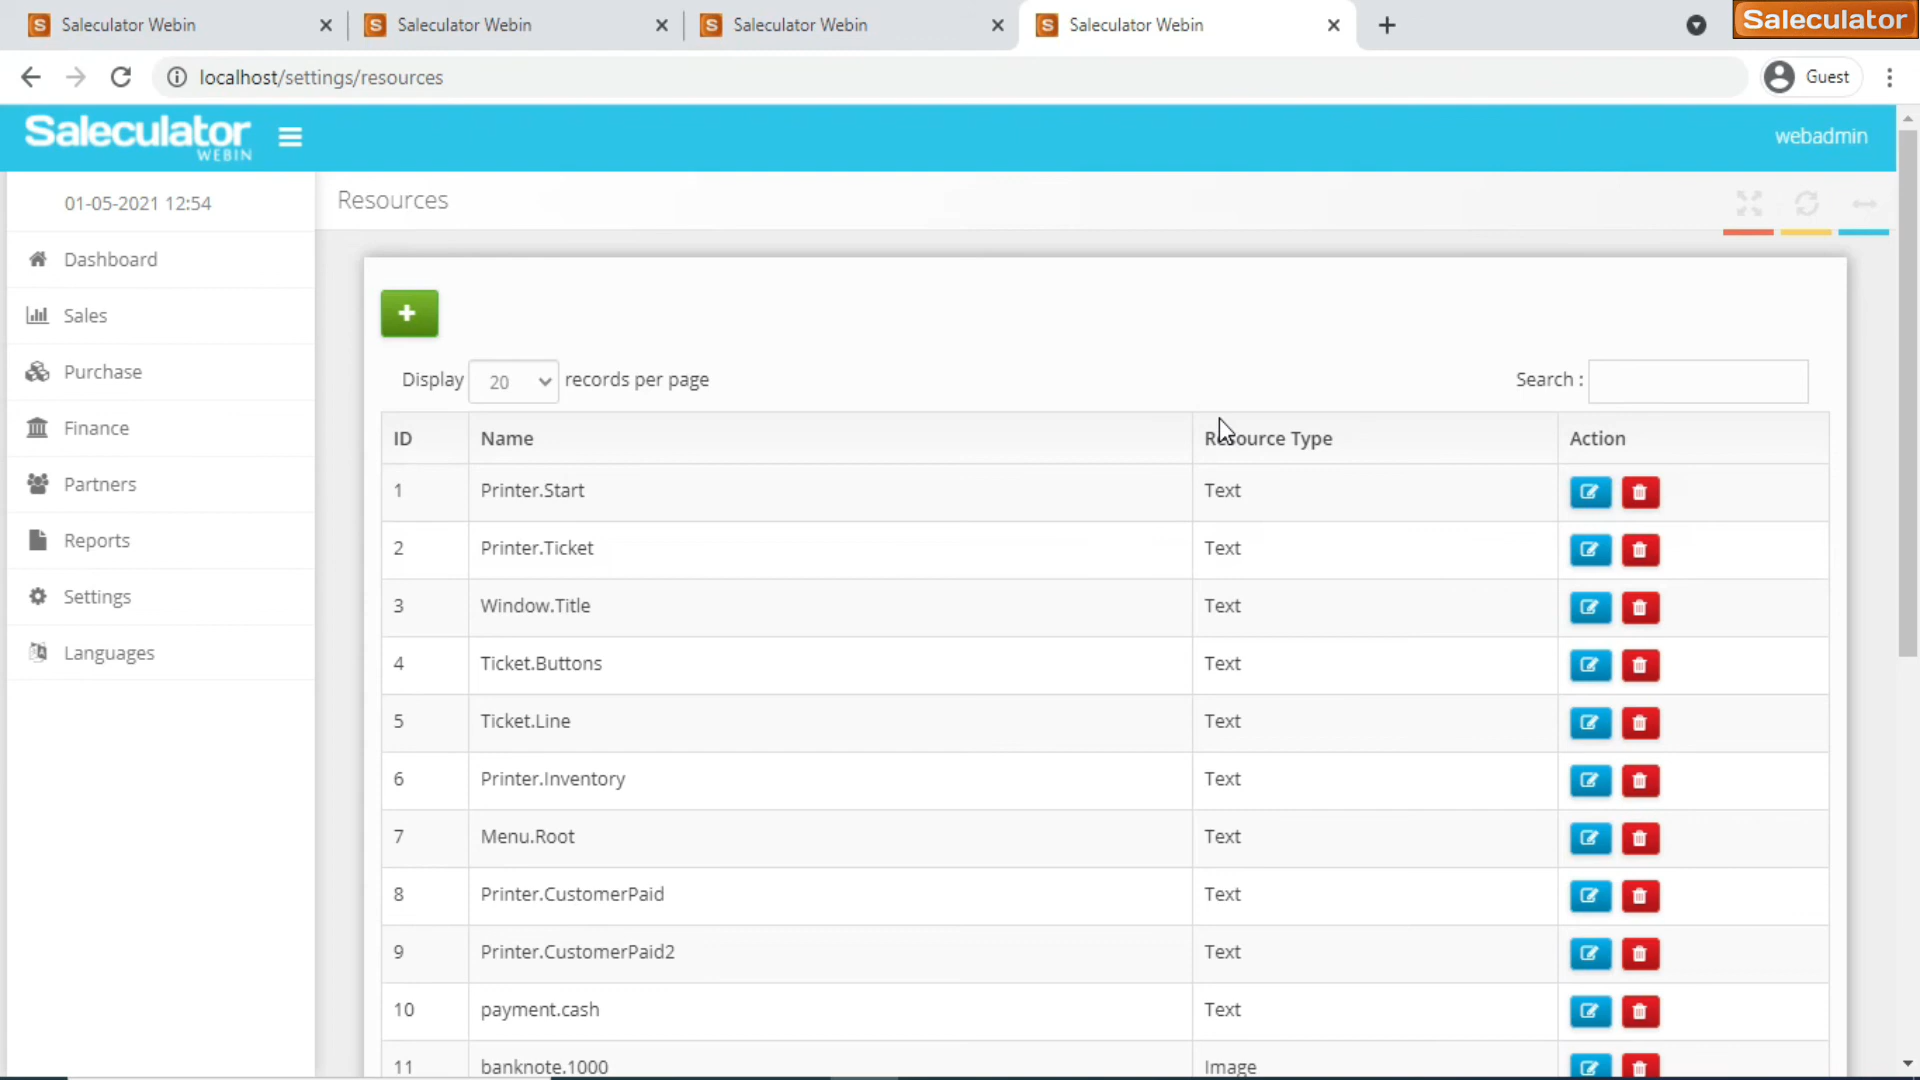 Saleculator Webin
Saleculator Webin
Saleculator Webin
Saleculator Webin
Saleculator
localhost/settings/resources
Guest
Saleculator
WEBIN
webadmin
01-05-2021 12:54
Resources
Dashboard
Sales
Purchase
Finance
Partners
Reports
Settings
Languages
Display 20 records per page
Search :
ID Name Resource Type Action
1 Printer.Start Text
2 Printer.Ticket Text
3 Window.Title Text
4 Ticket.Buttons Text
5 Ticket.Line Text
6 Printer.Inventory Text
7 Menu.Root Text
8 Printer.CustomerPaid Text
9 Printer.CustomerPaid2 Text
10 payment.cash Text
11 banknote.1000 Image